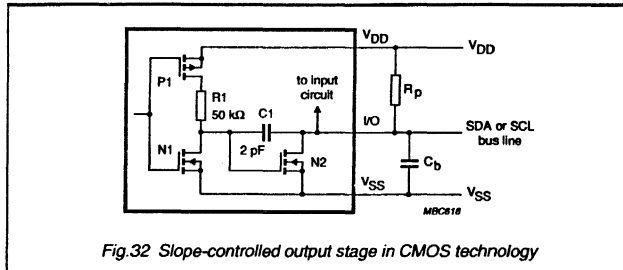 VDD
VDD
P1
to input
circuit
Rp
R1
50 kΩ
C1
I/O
SDA or SCL
bus line
N1
2 pF
N2
Cb
VSS
VSS
MBC618
Fig.32 Slope-controlled output stage in CMOS technology